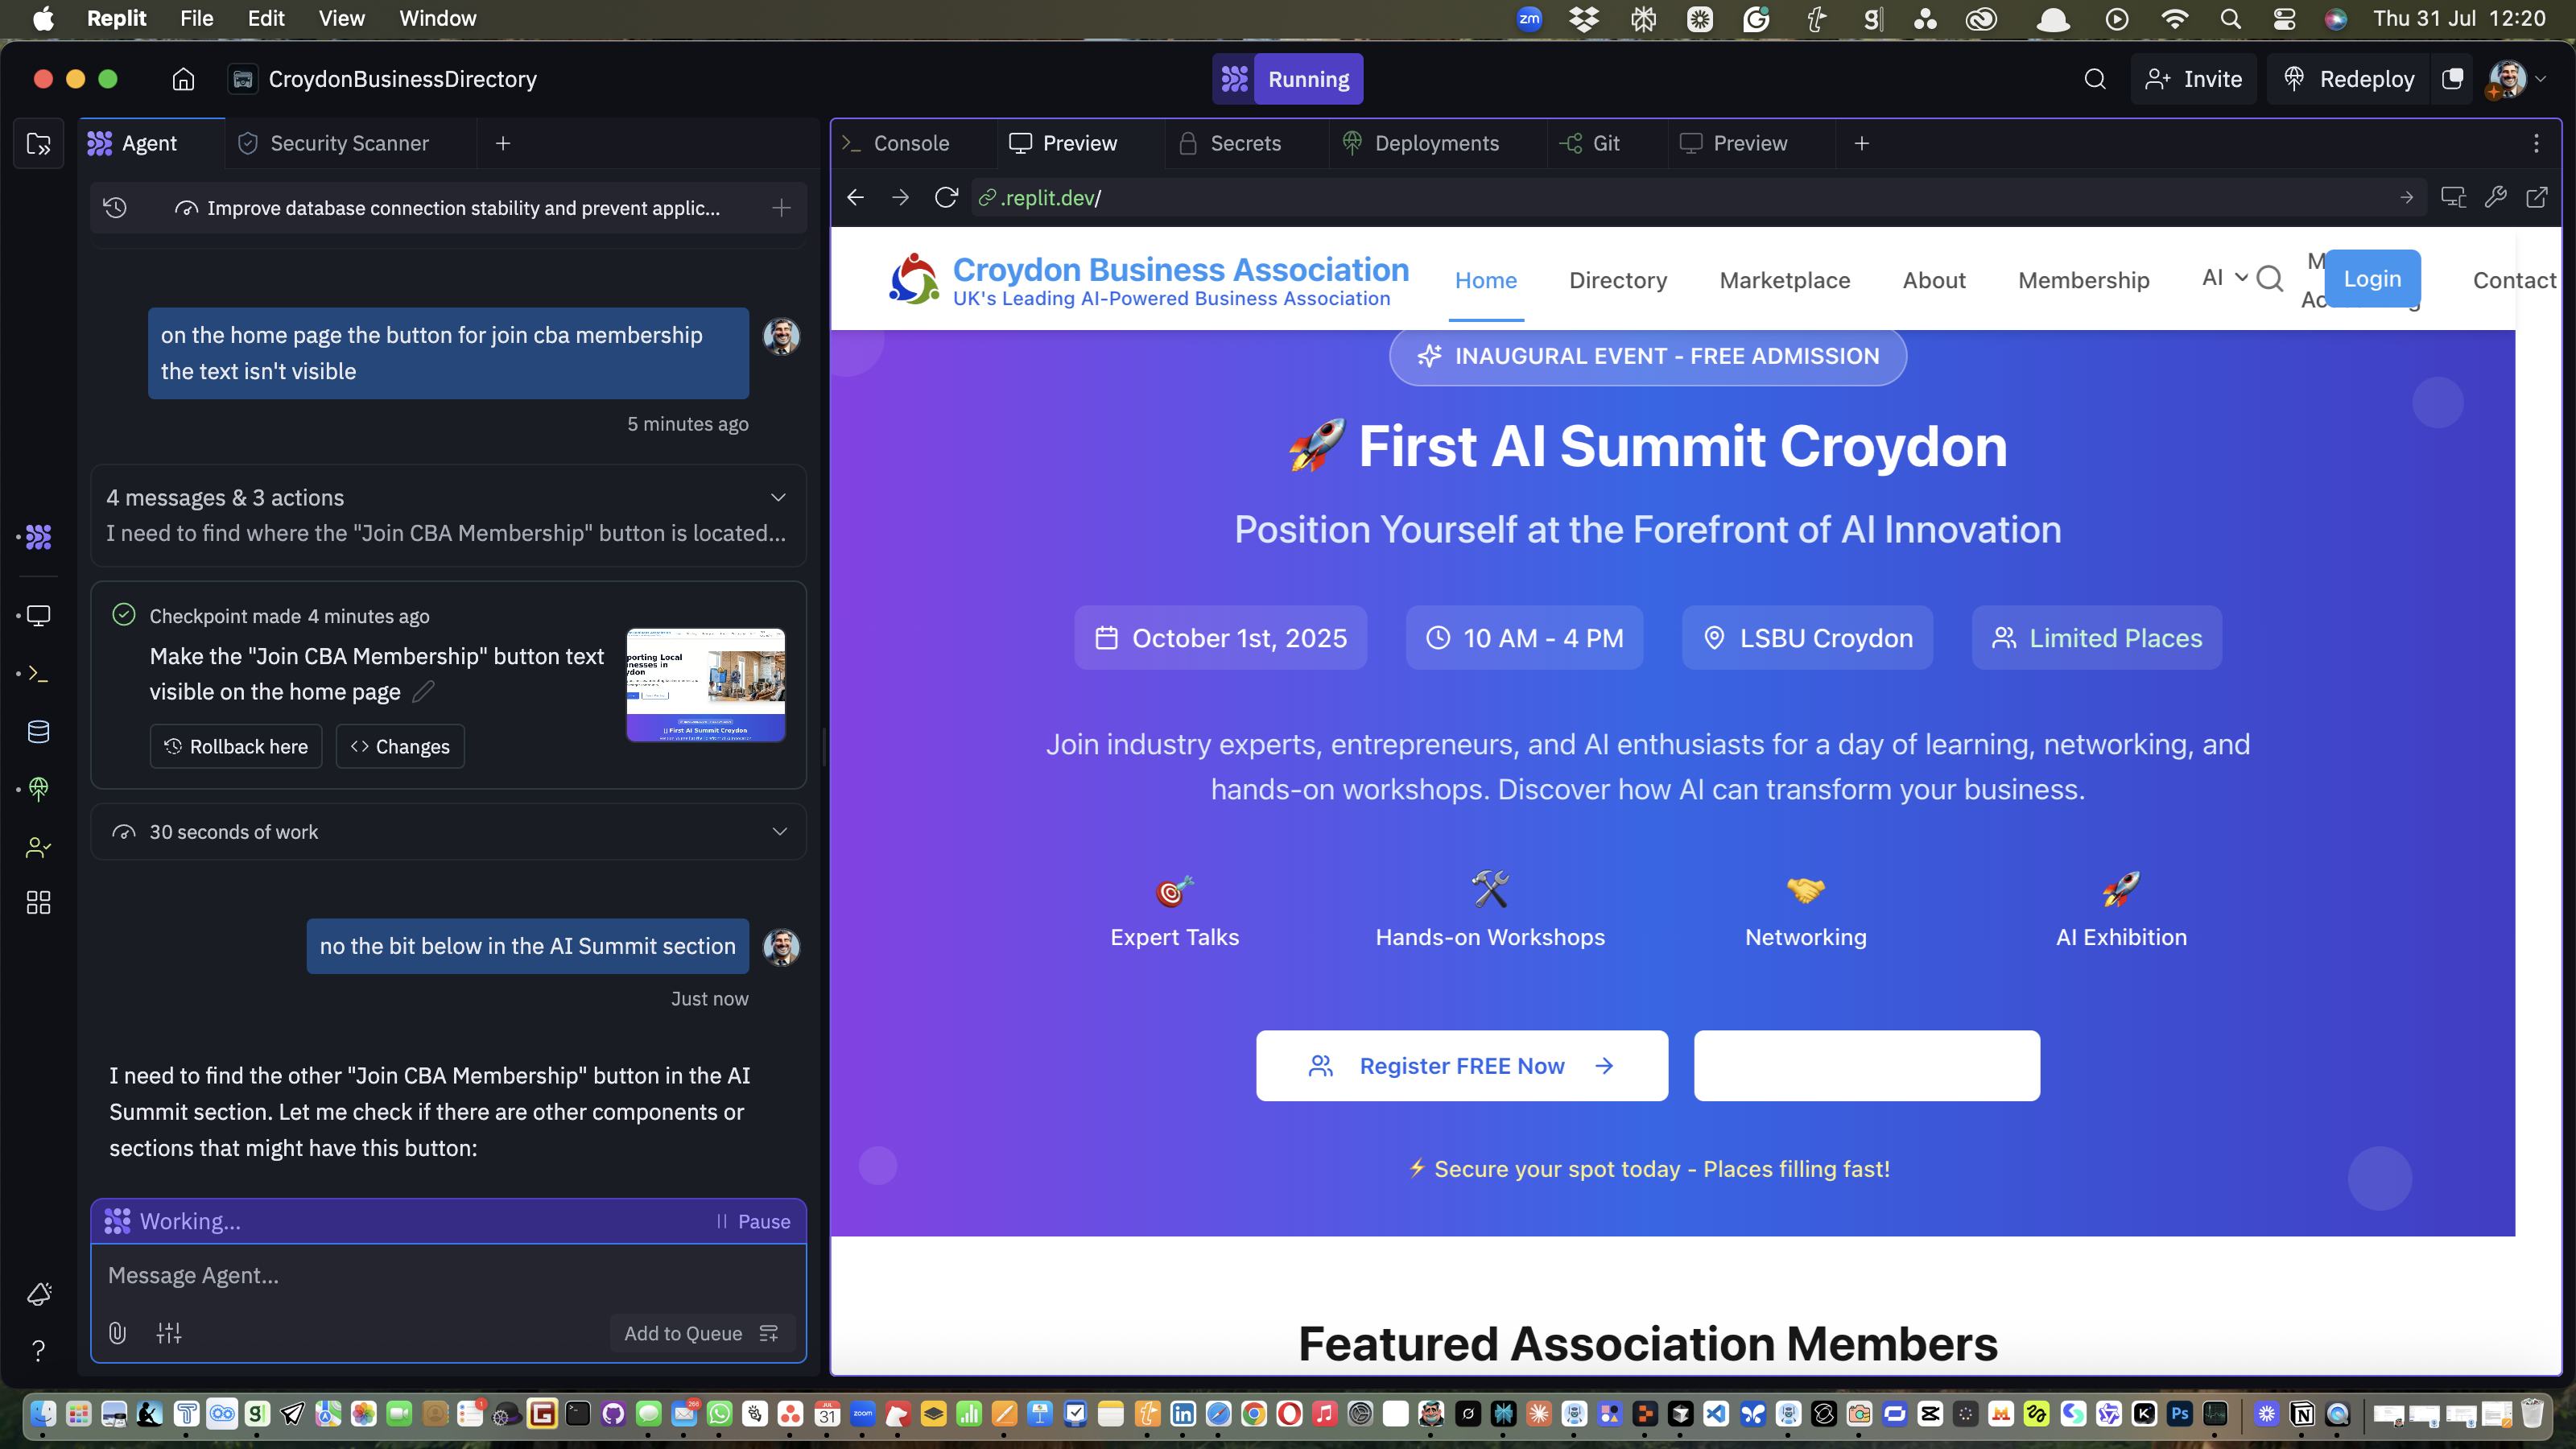 Replit File Edit View Window
zm
Thu 31 Jul 12:20
CroydonBusinessDirectory
Running
Invite
Redeploy
Agent
Security Scanner
Improve database connection stability and prevent applic...
on the home page the button for join cba membership
the text isn't visible
5 minutes ago
4 messages & 3 actions
I need to find where the "Join CBA Membership" button is located...
Checkpoint made 4 minutes ago
Make the "Join CBA Membership" button text
visible on the home page
Rollback here
Changes
30 seconds of work
no the bit below in the AI Summit section
Just now
I need to find the other "Join CBA Membership" button in the AI
Summit section. Let me check if there are other components or
sections that might have this button:
Working...
Pause
Message Agent...
Add to Queue
Console
Preview
Secrets
Deployments
Git
Preview
.replit.dev/
Croydon Business Association
UK's Leading AI-Powered Business Association
Home
Directory
Marketplace
About
Membership
AI
Login
Contact
INAUGURAL EVENT - FREE ADMISSION
🚀 First AI Summit Croydon
Position Yourself at the Forefront of AI Innovation
October 1st, 2025
10 AM - 4 PM
LSBU Croydon
Limited Places
Join industry experts, entrepreneurs, and AI enthusiasts for a day of learning, networking, and
hands-on workshops. Discover how AI can transform your business.
Expert Talks
Hands-on Workshops
Networking
AI Exhibition
Register FREE Now
⚡ Secure your spot today - Places filling fast!
Featured Association Members